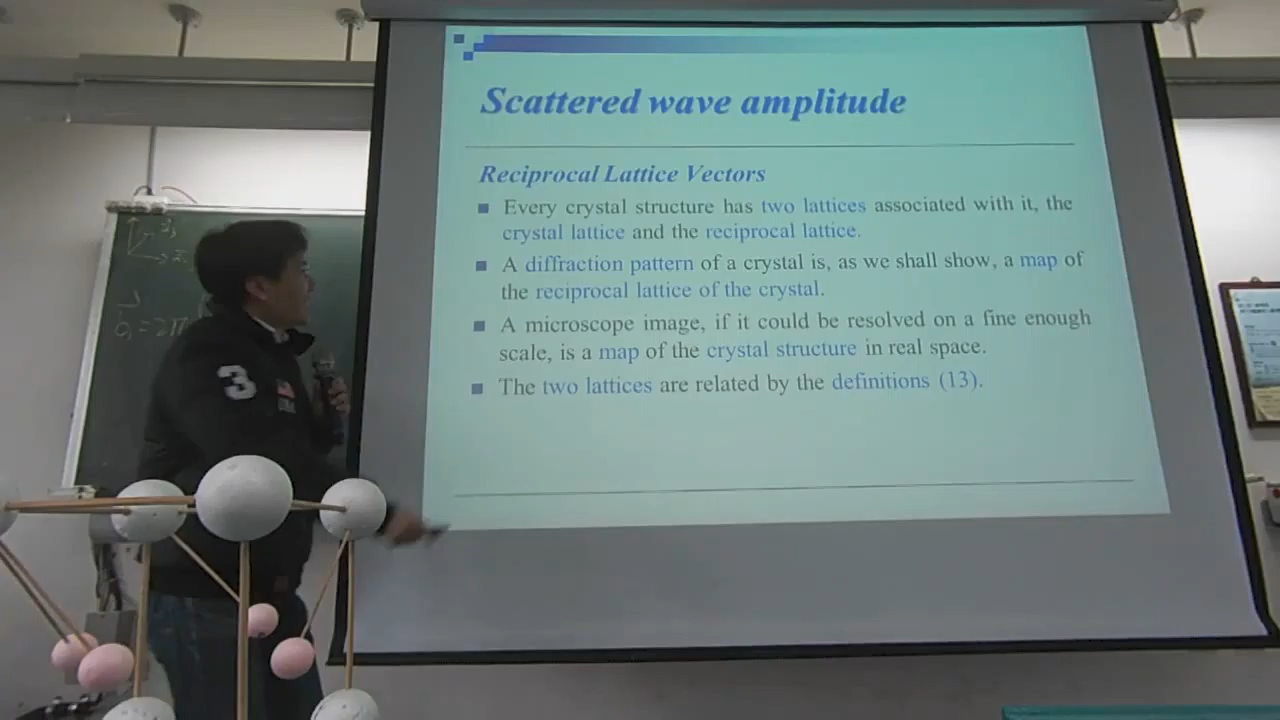 Scattered wave amplitude
Reciprocal Lattice Vectors
Every crystal structure has two lattices associated with it, the
crystal lattice and the reciprocal lattice.
A diffraction pattern of a crystal is, as we shall show, a map of
the reciprocal lattice of the crystal.
A microscope image, if it could be resolved on a fine enough
scale, is a map of the crystal structure in real space.
The two lattices are related by the definitions (13).
3